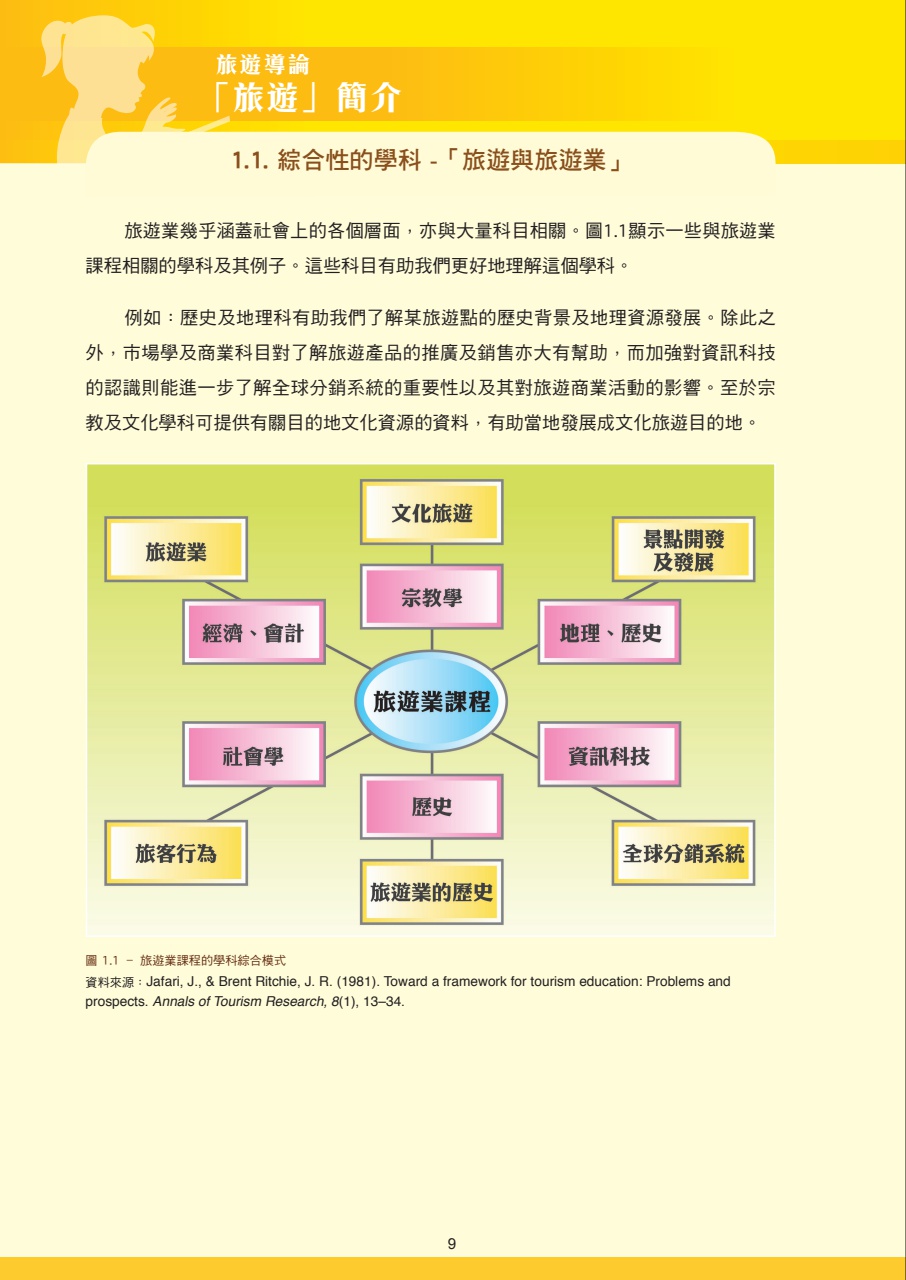 旅遊導論
「旅遊」簡介
1.1. 綜合性的學科 -「旅遊與旅遊業」
旅遊業幾乎涵蓋社會上的各個層面，亦與大量科目相關。圖1.1顯示一些與旅遊業
課程相關的學科及其例子。這些科目有助我們更好地理解這個學科。
例如：歷史及地理科有助我們了解某旅遊點的歷史背景及地理資源發展。除此之
外，市場學及商業科目對了解旅遊產品的推廣及銷售亦大有幫助，而加強對資訊科技
的認識則能進一步了解全球分銷系統的重要性以及其對旅遊商業活動的影響。至於宗
教及文化學科可提供有關目的地文化資源的資料，有助當地發展成文化旅遊目的地。
文化旅遊
旅遊業
景點開發
及發展
宗教學
經濟、會計
地理、歷史
旅遊業課程
社會學
資訊科技
歷史
旅客行為
全球分銷系統
旅遊業的歷史
圖 1.1 – 旅遊業課程的學科綜合模式
資料來源：Jafari, J., & Brent Ritchie, J. R. (1981). Toward a framework for tourism education: Problems and
prospects. Annals of Tourism Research, 8(1), 13–34.
9